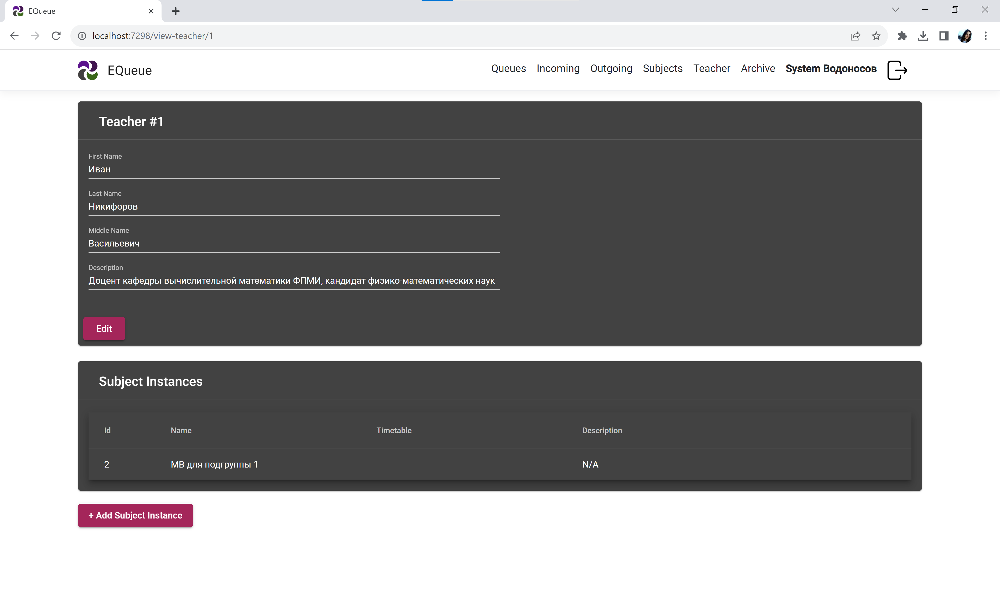 EQueue
localhost:7298/view-teacher/1
EQueue
Queues Incoming Outgoing Subjects Teacher Archive System Водоносов
Teacher #1
First Name
Иван
Last Name
Никифоров
Middle Name
Васильевич
Description
Доцент кафедры вычислительной математики ФПМИ, кандидат физико-математических наук
Edit
Subject Instances
Id Name Timetable Description
2 МВ для подгруппы 1 N/A
+ Add Subject Instance